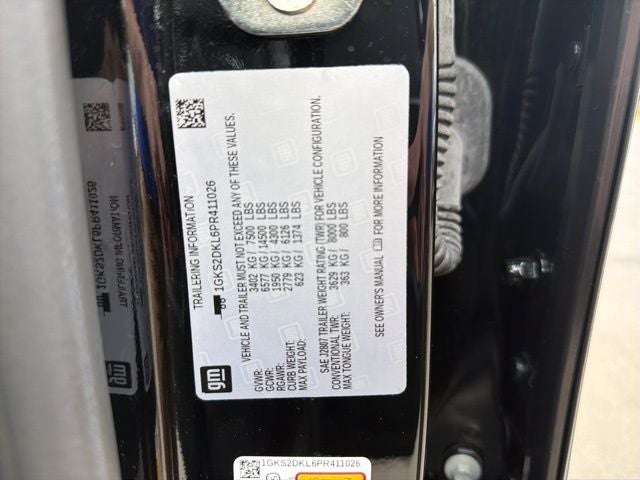 TRAILERING INFORMATION
1GKS2DKL6PR411026
VEHICLE AND TRAILER MUST NOT EXCEED ANY OF THESE VALUES.
GVWR: 3402 KG / 7500 LBS
GCWR: 6577 KG / 14500 LBS
RGAWR: 1950 KG / 4300 LBS
CURB WEIGHT: 2779 KG / 6126 LBS
MAX PAYLOAD: 623 KG / 1374 LBS
SAE J2807 TRAILER WEIGHT RATING (TWR) FOR VEHICLE CONFIGURATION.
CONVENTIONAL TWR: 3629 KG / 8000 LBS
MAX TONGUE WEIGHT: 363 KG / 800 LBS
SEE OWNER'S MANUAL FOR MORE INFORMATION
gm
1GKS2DKL6PR411026